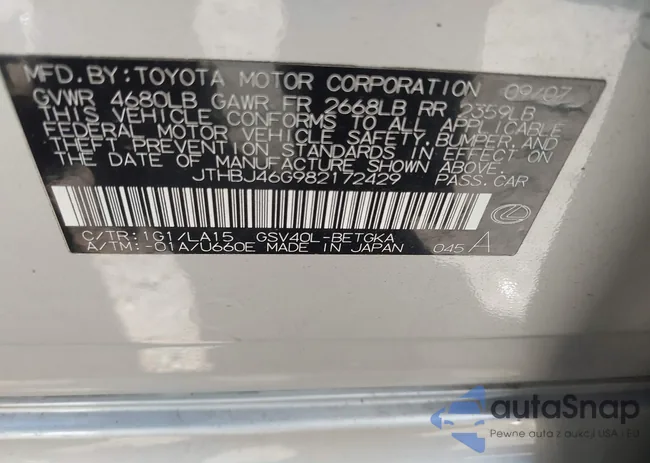 MFD. BY: TOYOTA MOTOR CORPORATION 09/07
GVWR 4680LB GAWR FR 2668LB RR 2359LB
THIS VEHICLE CONFORMS TO ALL APPLICABLE
FEDERAL MOTOR VEHICLE SAFETY, BUMPER, AND
THEFT PREVENTION STANDARDS IN EFFECT ON
THE DATE OF MANUFACTURE SHOWN ABOVE.
JTHBJ46G982172429 PASS. CAR
C/TR: 1G1/LA15 GSV40L-BETGKA
A/TM: -01A/U660E MADE IN JAPAN 045 A
autaSnap
Pewne auta z aukcji USA - EU